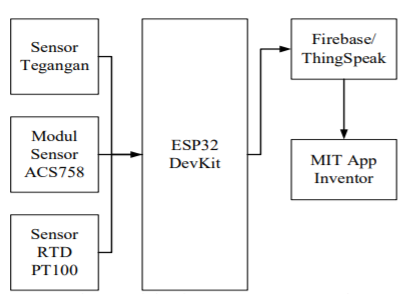 Sensor
Tegangan
Modul
Sensor
ACS758
Sensor
RTD
PT100
ESP32
DevKit
Firebase/
ThingSpeak
MIT App
Inventor